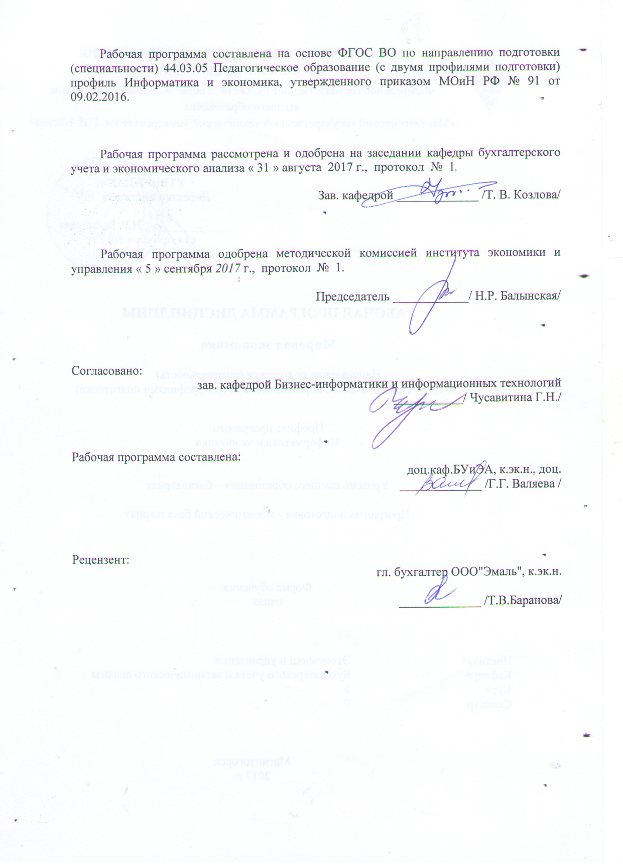 Рабочая программа составлена на основе ФГОС ВО по направлению подготовки
(специальности) 44.03.05 Педагогическое образование (с двумя профилями подготовки)
профиль Информатика и экономика, утвержденного приказом МОиН РФ № 91 от
09.02.2016.
Рабочая программа рассмотрена и одобрена на заседании кафедры бухгалтерского
учета и экономического анализа « 31 » августа 2017 г., протокол № 1.
Зав. кафедрой _____________ /Т. В. Козлова/
Рабочая программа одобрена методической комиссией института экономики и
управления « 5 » сентября 2017 г., протокол № 1.
Председатель ____________/ Н.Р. Балынская/
Согласовано:
зав. кафедрой Бизнес-информатики и информационных технологий
___________/ Чусавитина Г.Н./
Рабочая программа составлена:
доц.каф.БУиЭА, к.эк.н., доц.
_____________ /Г.Г. Валяева /
Рецензент:
гл. бухгалтер ООО"Эмаль", к.эк.н.
_____________ /Т.В.Баранова/